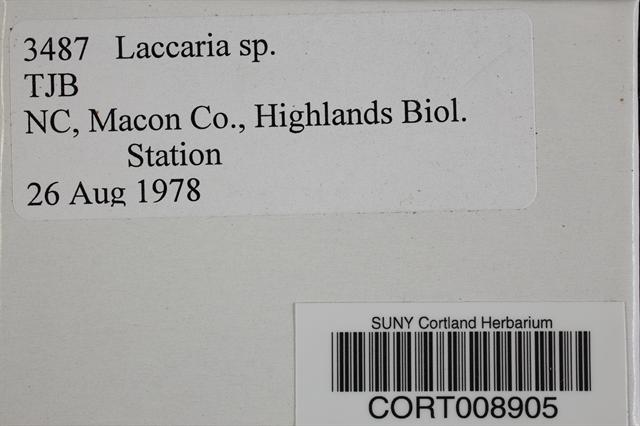 3487 Laccaria sp.
TJB
NC, Macon Co., Highlands Biol.
Station
26 Aug 1978
SUNY Cortland Herbarium
CORT008905